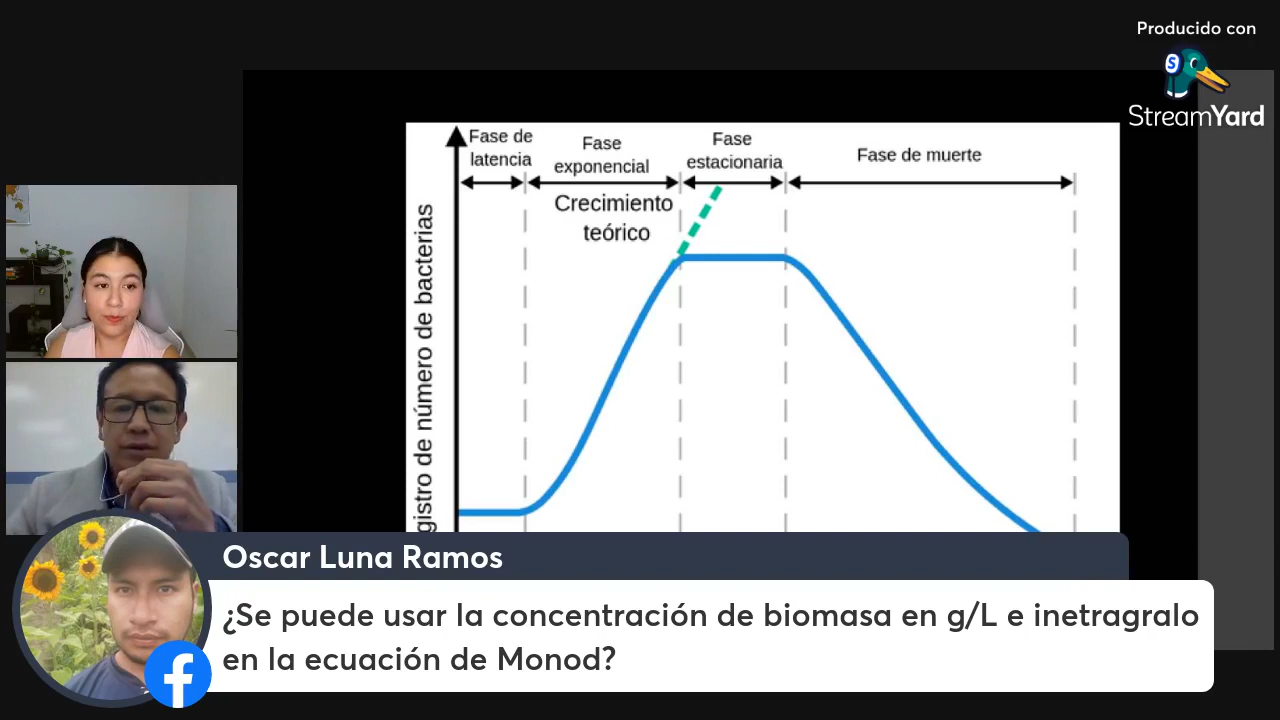 Producido con
StreamYard
Fase de
latencia
Fase
exponencial
Fase
estacionaria
Fase de muerte
Crecimiento
teórico
gistro de número de bacterias
Oscar Luna Ramos
¿Se puede usar la concentración de biomasa en g/L e inetragralo
en la ecuación de Monod?